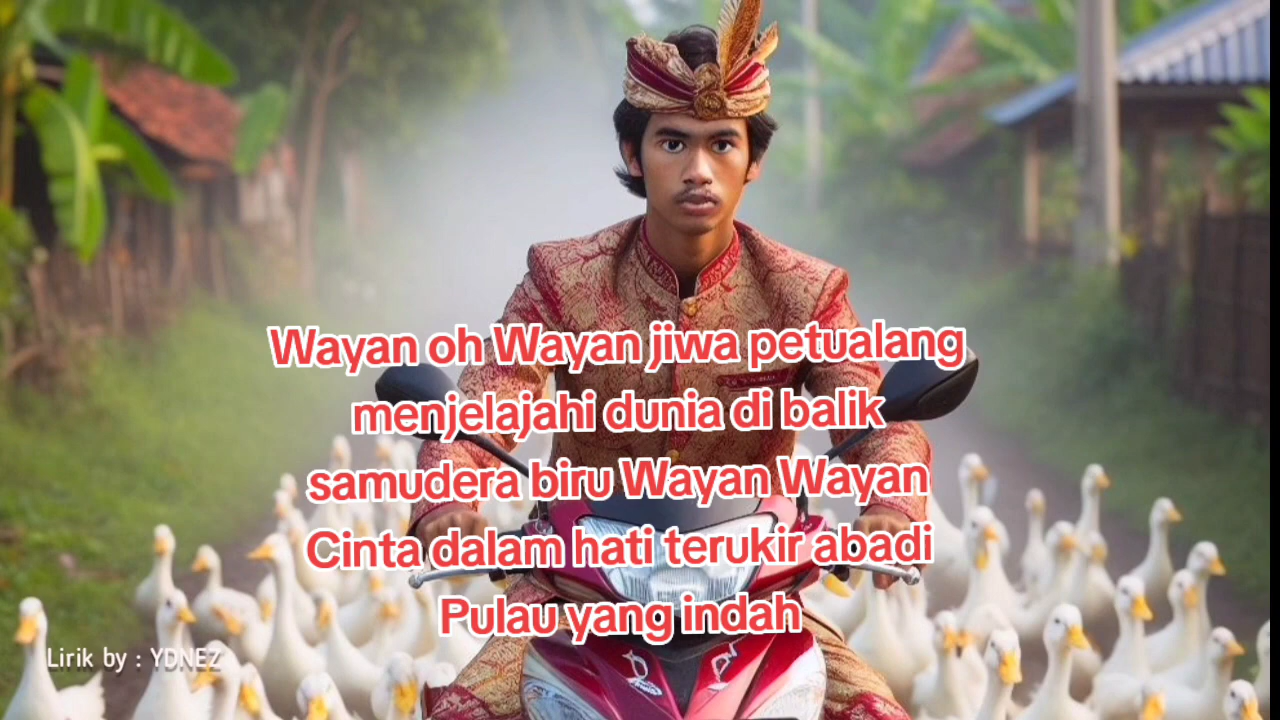 Wayan oh Wayan jiwa petualang
menjelajahi dunia di balik
samudera biru Wayan Wayan
Cinta dalam hati terukir abadi
Pulau yang indah
Lirik by : YDNEZ